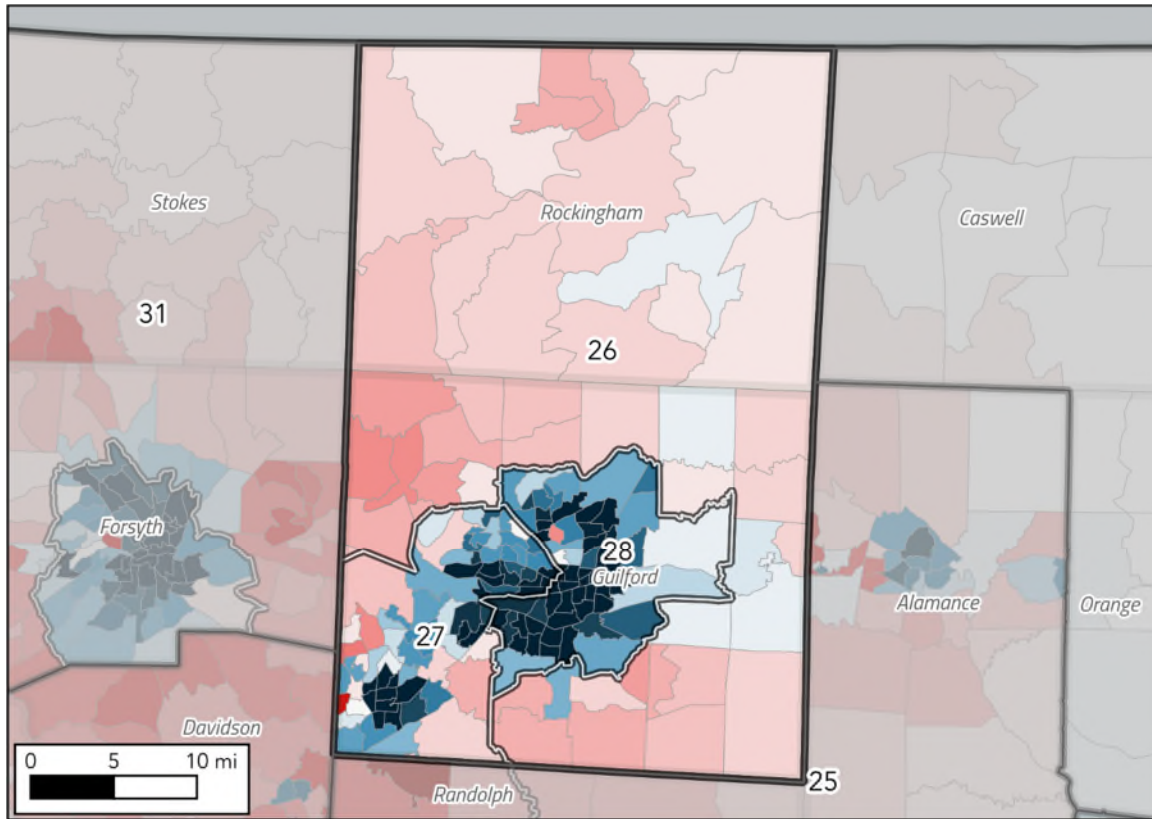 Stokes
Rockingham
Caswell
31
26
Forsyth
28
Guilford
27
Alamance
Orange
Davidson
0 5 10 mi
25
Randolph